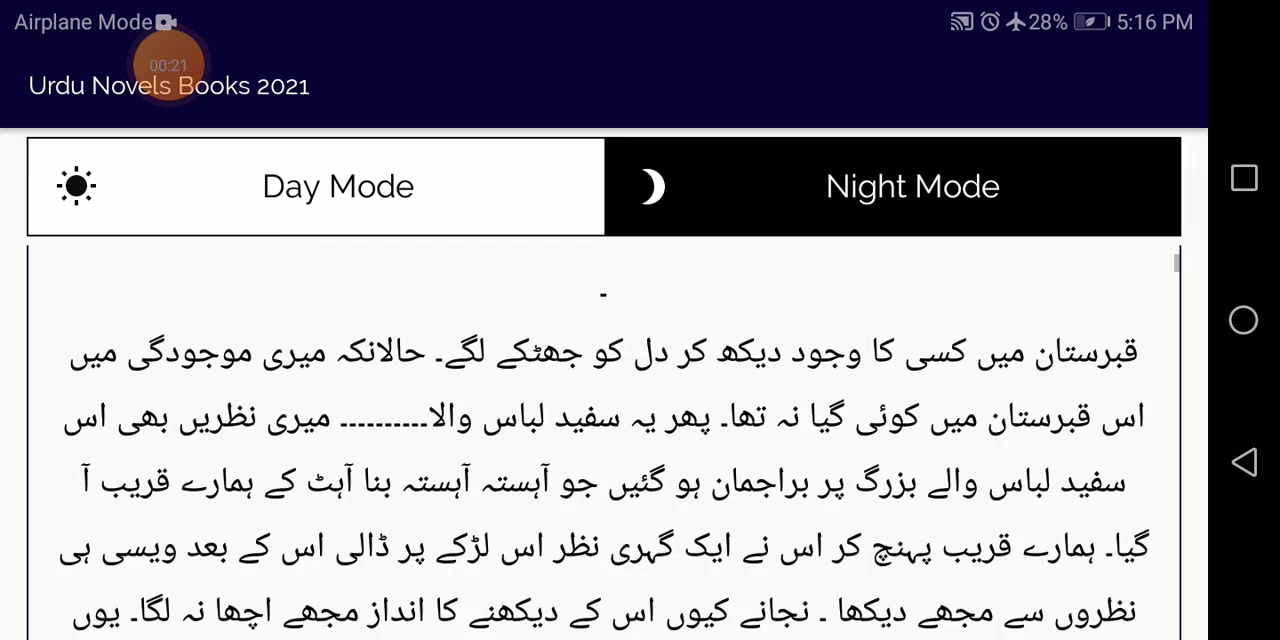 Airplane Mode 28% 5:16 PM
00:21
Urdu Novels Books 2021
Day Mode Night Mode
۔
قبرستان میں کسی کا وجود دیکھ کر دل کو جھٹکے لگے۔ حالانکہ میری موجودگی میں
اس قبرستان میں کوئی گیا نہ تھا۔ پھر یہ سفید لباس والا۔۔۔۔۔۔۔۔۔۔ میری نظریں بھی اس
سفید لباس والے بزرگ پر براجمان ہو گئیں جو آہستہ آہستہ بنا آہٹ کے ہمارے قریب آ
گیا۔ ہمارے قریب پہنچ کر اس نے ایک گہری نظر اس لڑکے پر ڈالی اس کے بعد ویسی ہی
نظروں سے مجھے دیکھا ۔ نجانے کیوں اس کے دیکھنے کا انداز مجھے اچھا نہ لگا۔ یوں